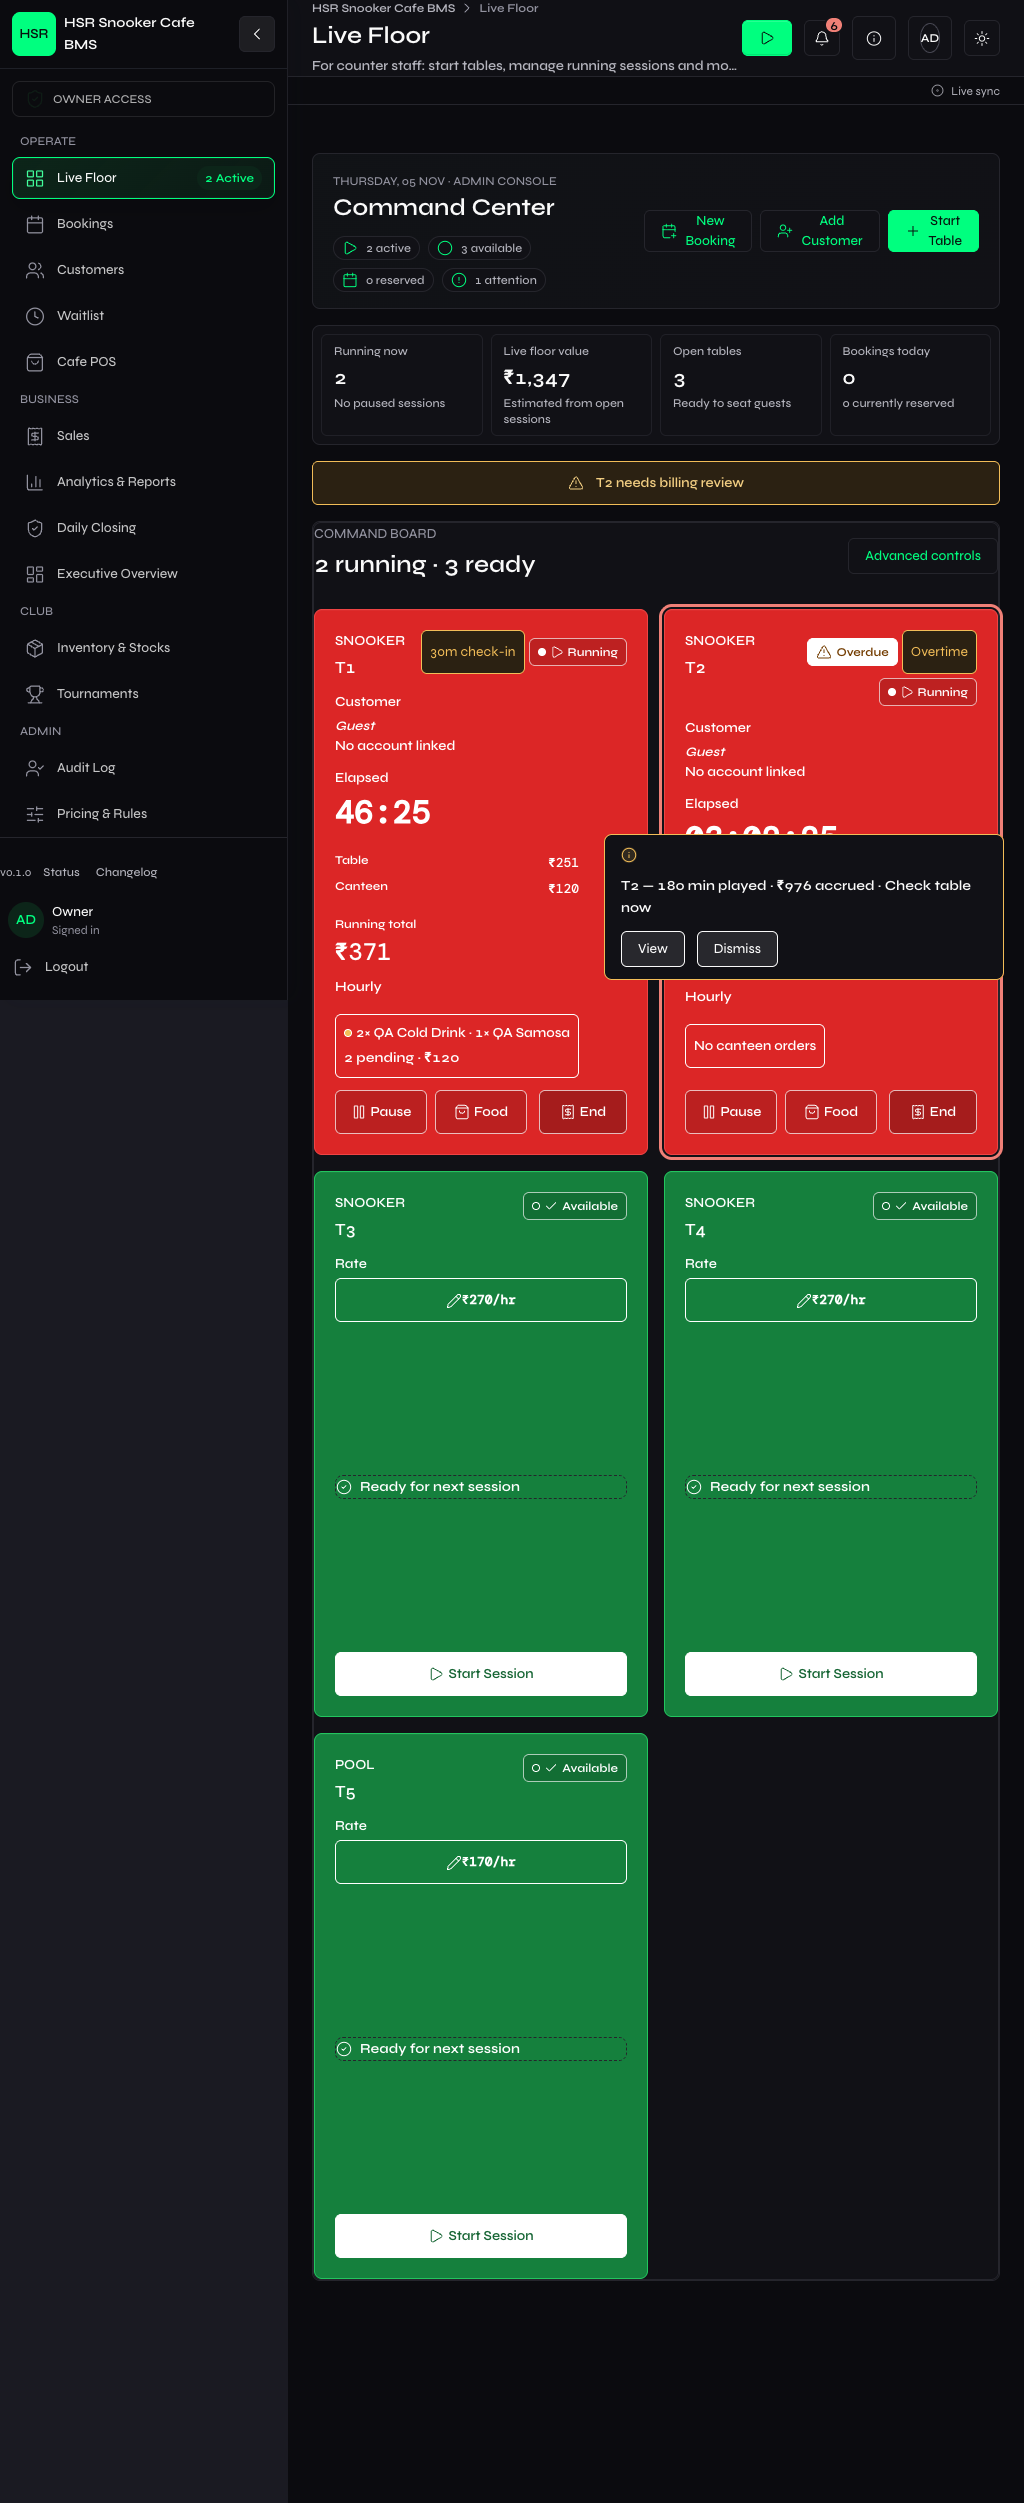 HSR
HSR Snooker Cafe
BMS
OWNER ACCESS
OPERATE
Live Floor
2 Active
Bookings
Customers
Waitlist
Cafe POS
BUSINESS
Sales
Analytics & Reports
Daily Closing
Executive Overview
CLUB
Inventory & Stocks
Tournaments
ADMIN
Audit Log
Pricing & Rules
v0.1.0 Status Changelog
AD
Owner
Signed in
Logout
HSR Snooker Cafe BMS > Live Floor
Live Floor
For counter staff: start tables, manage running sessions and mo...
6
AD
Live sync
THURSDAY, 05 NOV · ADMIN CONSOLE
Command Center
2 active
3 available
0 reserved
1 attention
New
Booking
Add
Customer
Start
Table
Running now
2
No paused sessions
Live floor value
₹1,347
Estimated from open
sessions
Open tables
3
Ready to seat guests
Bookings today
0
0 currently reserved
T2 needs billing review
COMMAND BOARD
2 running · 3 ready
Advanced controls
SNOOKER
T1
30m check-in
Running
Customer
Guest
No account linked
Elapsed
46:25
Table ₹251
Canteen ₹120
Running total
₹371
Hourly
2× QA Cold Drink · 1× QA Samosa
2 pending · ₹120
Pause
Food
End
SNOOKER
T2
Overdue
Overtime
Running
Customer
Guest
No account linked
Elapsed
T2 — 180 min played · ₹976 accrued · Check table
now
View
Dismiss
Hourly
No canteen orders
Pause
Food
End
SNOOKER
T3
Available
Rate
₹270/hr
Ready for next session
Start Session
SNOOKER
T4
Available
Rate
₹270/hr
Ready for next session
Start Session
POOL
T5
Available
Rate
₹170/hr
Ready for next session
Start Session